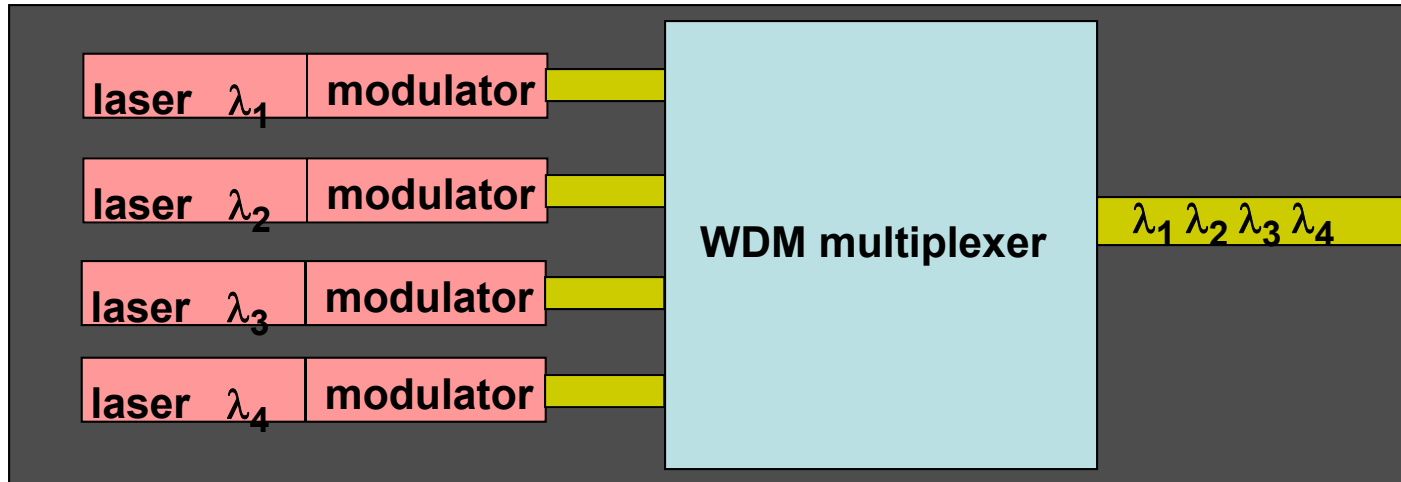 laser λ1 modulator
laser λ2 modulator
WDM multiplexer
λ1 λ2 λ3 λ4
laser λ3 modulator
laser λ4 modulator